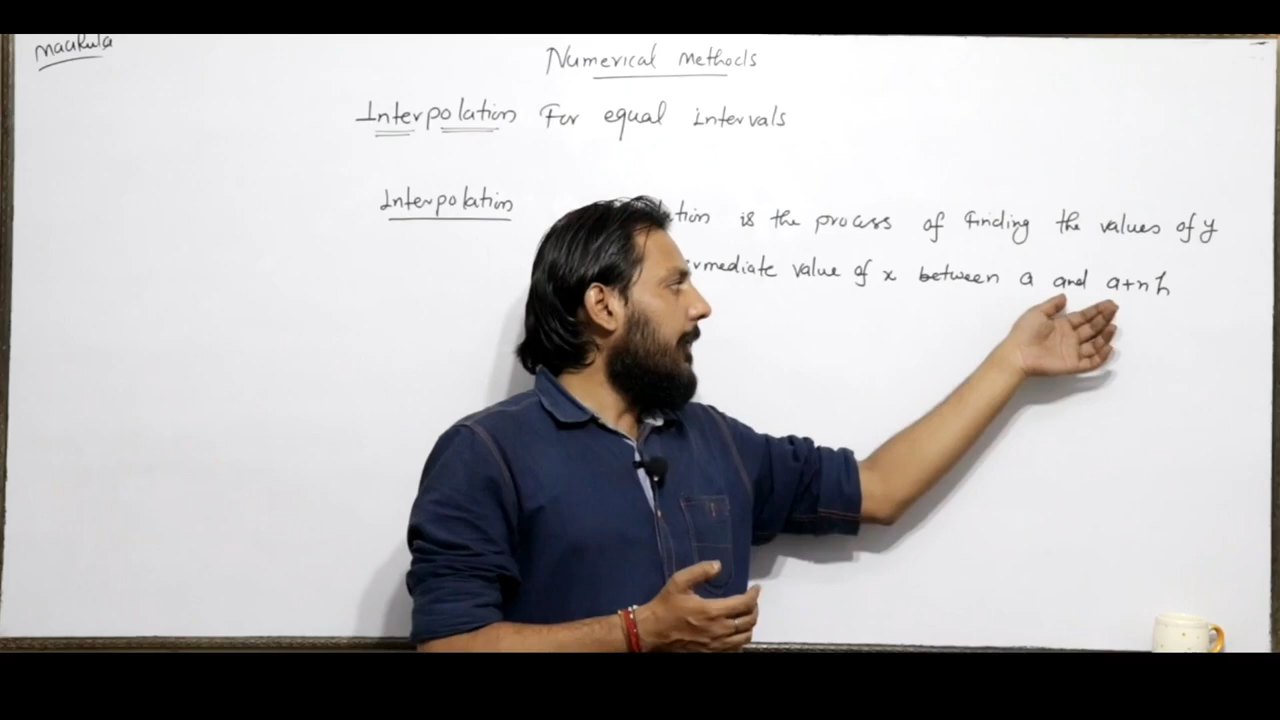 Maakula
Numerical Methods
Interpolation For equal intervals
Interpolation
tion is the process of finding the values of y
rmediate value of x between a and a+nh